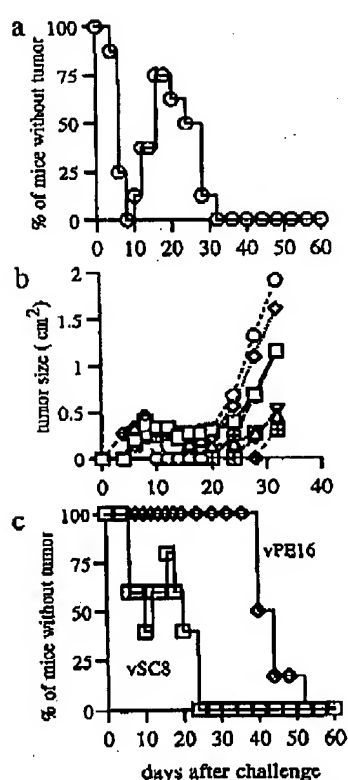 a
% of mice without tumor
100
75
50
25
0
0 10 20 30 40 50 60
b
tumor size ( cm2 )
2
1.5
1
0.5
0
0 10 20 30 40
c
% of mice without tumor
100
75
50
25
0
vPE16
vSC8
0 10 20 30 40 50 60
days after challenge